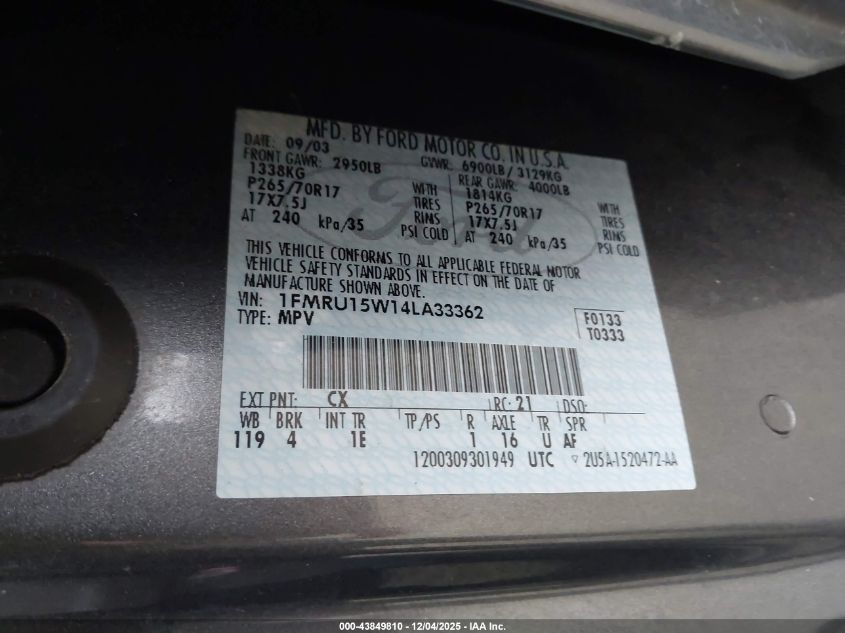 MFD. BY FORD MOTOR CO. IN U.S.A.
DATE: 09/03 GVWR: 6900LB/ 3129KG
FRONT GAWR: 2950LB REAR GAWR: 4000LB
1338KG WITH 1814KG WITH
P265/70R17 TIRES P265/70R17 TIRES
17X7.5J RIMS 17X7.5J RIMS
AT 240 kPa/35 PSI COLD AT 240 kPa/35 PSI COLD
Ford
THIS VEHICLE CONFORMS TO ALL APPLICABLE FEDERAL MOTOR
VEHICLE SAFETY STANDARDS IN EFFECT ON THE DATE OF
MANUFACTURE SHOWN ABOVE.
VIN: 1FMRU15W14LA33362 F0133
TYPE: MPV T0333
EXT PNT: CX RC: 21 DSO:
WB BRK INT TR TP/PS R AXLE TR SPR
119 4 1E 1 16 U AF
1200309301949 UTC ▽ 2U5A-1520472-AA
000-43849810 - 12/04/2025 - IAA Inc.